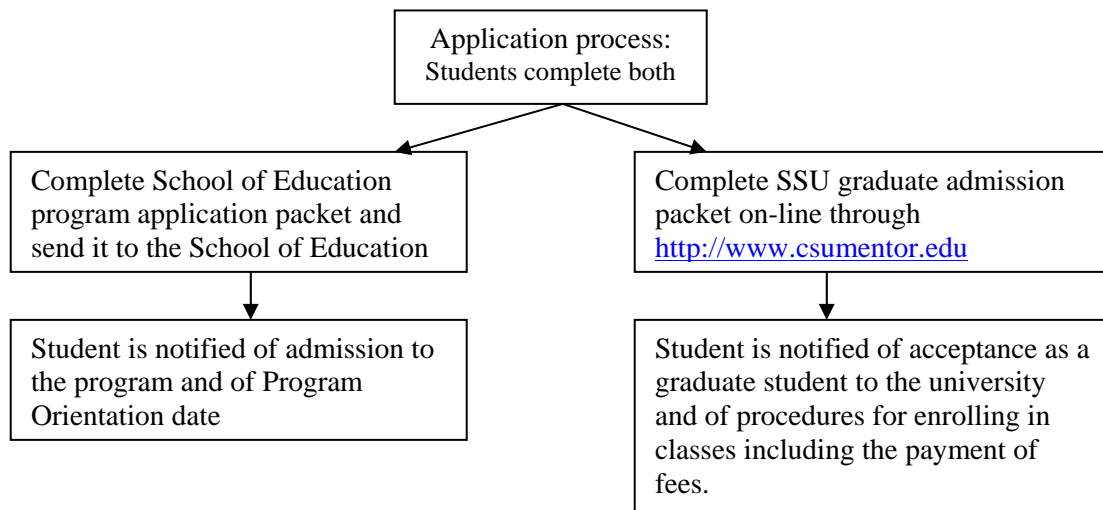 Application process:
Students complete both
Complete School of Education
program application packet and
send it to the School of Education
Complete SSU graduate admission
packet on-line through
http://www.csumentor.edu
Student is notified of admission to
the program and of Program
Orientation date
Student is notified of acceptance as a
graduate student to the university
and of procedures for enrolling in
classes including the payment of
fees.